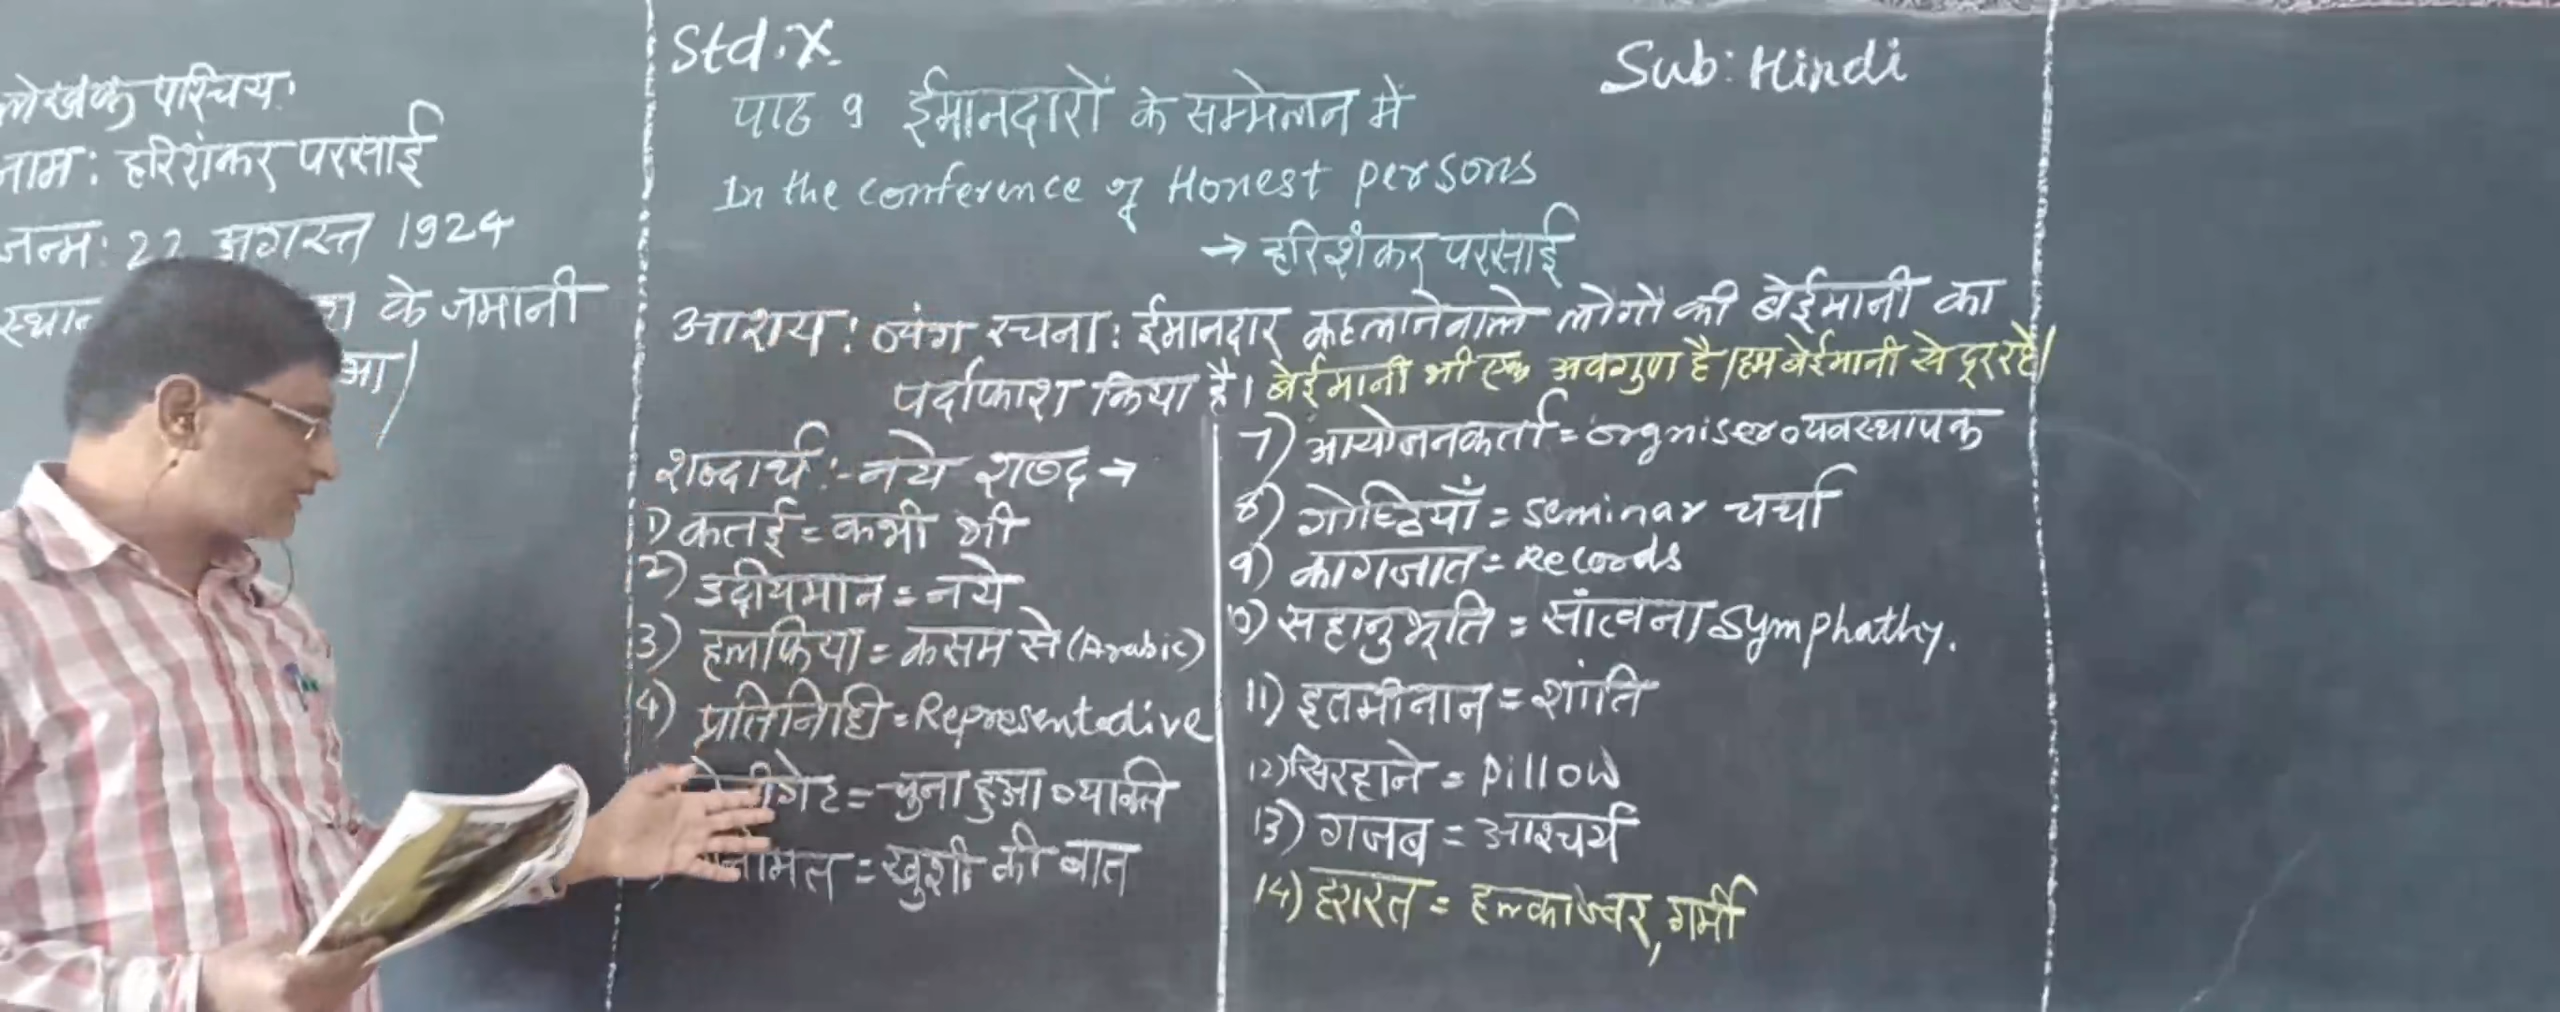 लेखक परिचय:
नाम: हरिशंकर परसाई
जन्म: 22 अगस्त 1924
स्थान के जमानी
आ|
Std: X.
Sub: Hindi
पाठ 9 ईमानदारों के सम्मेलन में
In the conference of Honest persons
→ हरिशंकर परसाई
आशय: व्यंग रचना: ईमानदार कहलानेवाले लोगों की बेईमानी का
पर्दाफाश किया है। बेईमानी भी एक अवगुण है। हम बेईमानी से दूर रहे।
शब्दार्थ:- नये शब्द →
1) कतई = कभी भी
2) उदीयमान = नये
3) हलफिया = कसम से (Arabic)
4) प्रतिनिधि = Representative
= चुना हुआ व्यक्ति
= खुशी की बात
7) आयोजनकर्ता = orgniser व्यवस्थापक
8) गोष्ठियाँ = seminar चर्चा
9) कागजात = Records
10) सहानुभूति = सांत्वना Symphathy.
11) इतमीनान = शांति
12) सिरहाने = pillow
13) गजब = आश्चर्य
14) हरारत = हल्का ज्वर, गर्मी